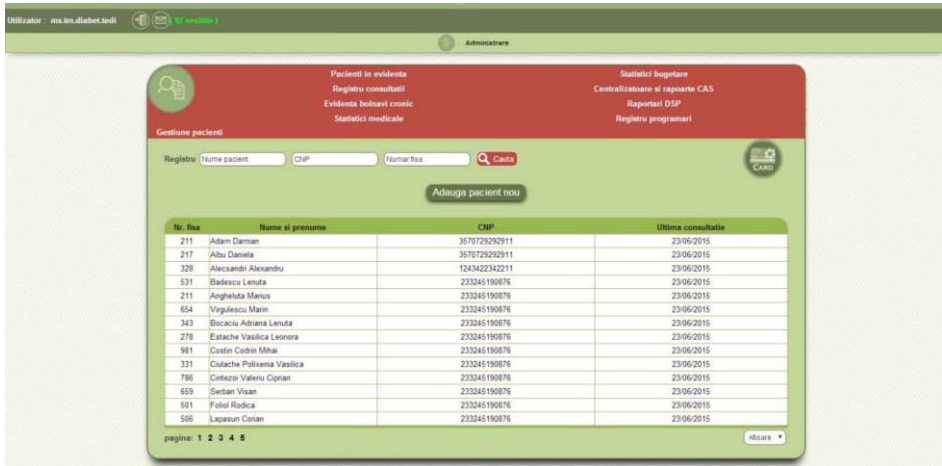 Utilizator : ms.tm.diabet.tedi ( 92 necitite )
Administrare
Pacienti in evidenta Statistici bugetare
Registru consultatii Centralizatoare si rapoarte CAS
Evidenta bolnavi cronic Raportari DSP
Statistici medicale Registru programari
Gestiune pacienti
Registru Nume pacient CNP Numar fisa Cauta CARD
Adauga pacient nou
Nr. fisa Nume si prenume CNP Ultima consultatie
211 Adam Damian 3570729292911 23/06/2015
217 Albu Daniela 3570729292911 23/06/2015
328 Alecsandri Alexandru 1243422342211 23/06/2015
531 Badescu Lenuta 233245190876 23/06/2015
211 Angheluta Marius 233245190876 23/06/2015
654 Virgulescu Marin 233245190876 23/06/2015
343 Bocaciu Adriana Lenuta 233245190876 23/06/2015
278 Estache Vasilica Leonora 233245190876 23/06/2015
981 Costin Codrin Mihai 233245190876 23/06/2015
331 Ciulache Polixenia Vasilica 233245190876 23/06/2015
786 Cintezoi Valeriu Ciprian 233245190876 23/06/2015
659 Serban Visan 233245190876 23/06/2015
501 Foliol Rodica 233245190876 23/06/2015
506 Lapasun Corian 233245190876 23/06/2015
pagina: 1 2 3 4 5 Afisare